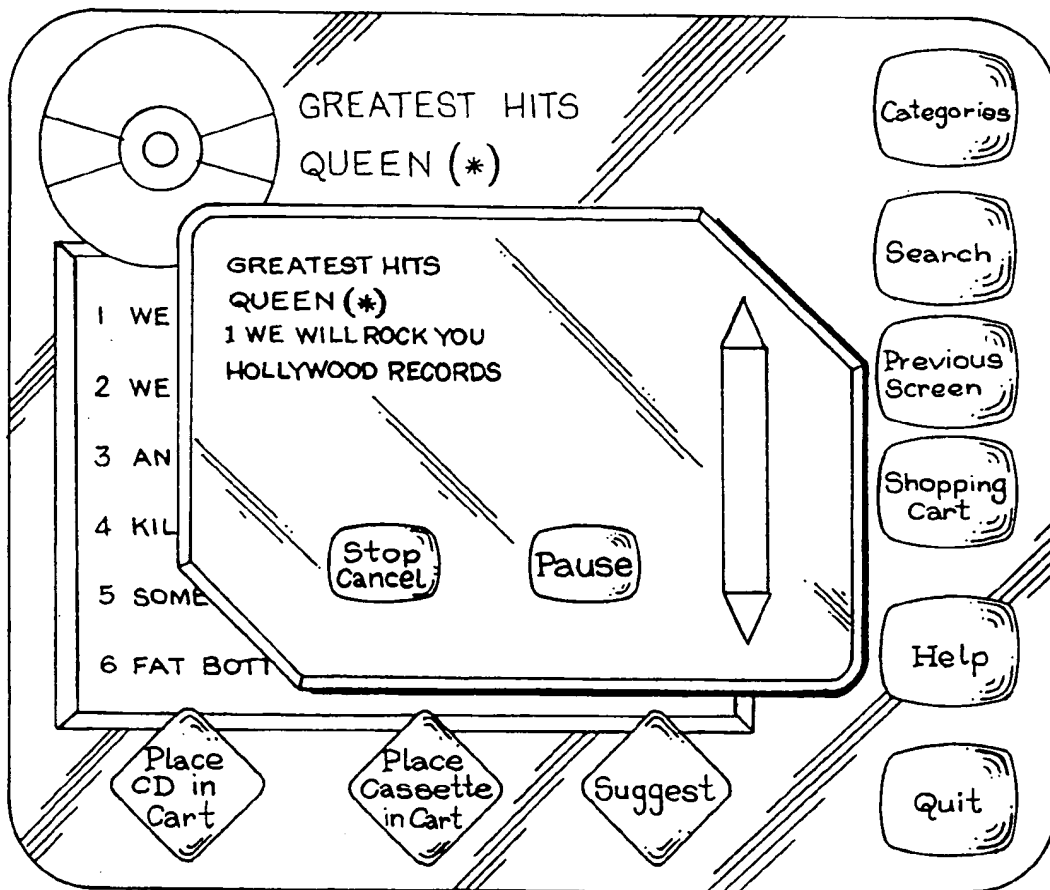 GREATEST HITS
QUEEN (*)
GREATEST HITS
QUEEN (*)
1 WE WILL ROCK YOU
HOLLYWOOD RECORDS
1 WE
2 WE
3 AN
4 KIL
5 SOME
6 FAT BOTT
Stop
Cancel
Pause
Categories
Search
Previous
Screen
Shopping
Cart
Help
Quit
Place
CD in
Cart
Place
Cassette
in Cart
Suggest